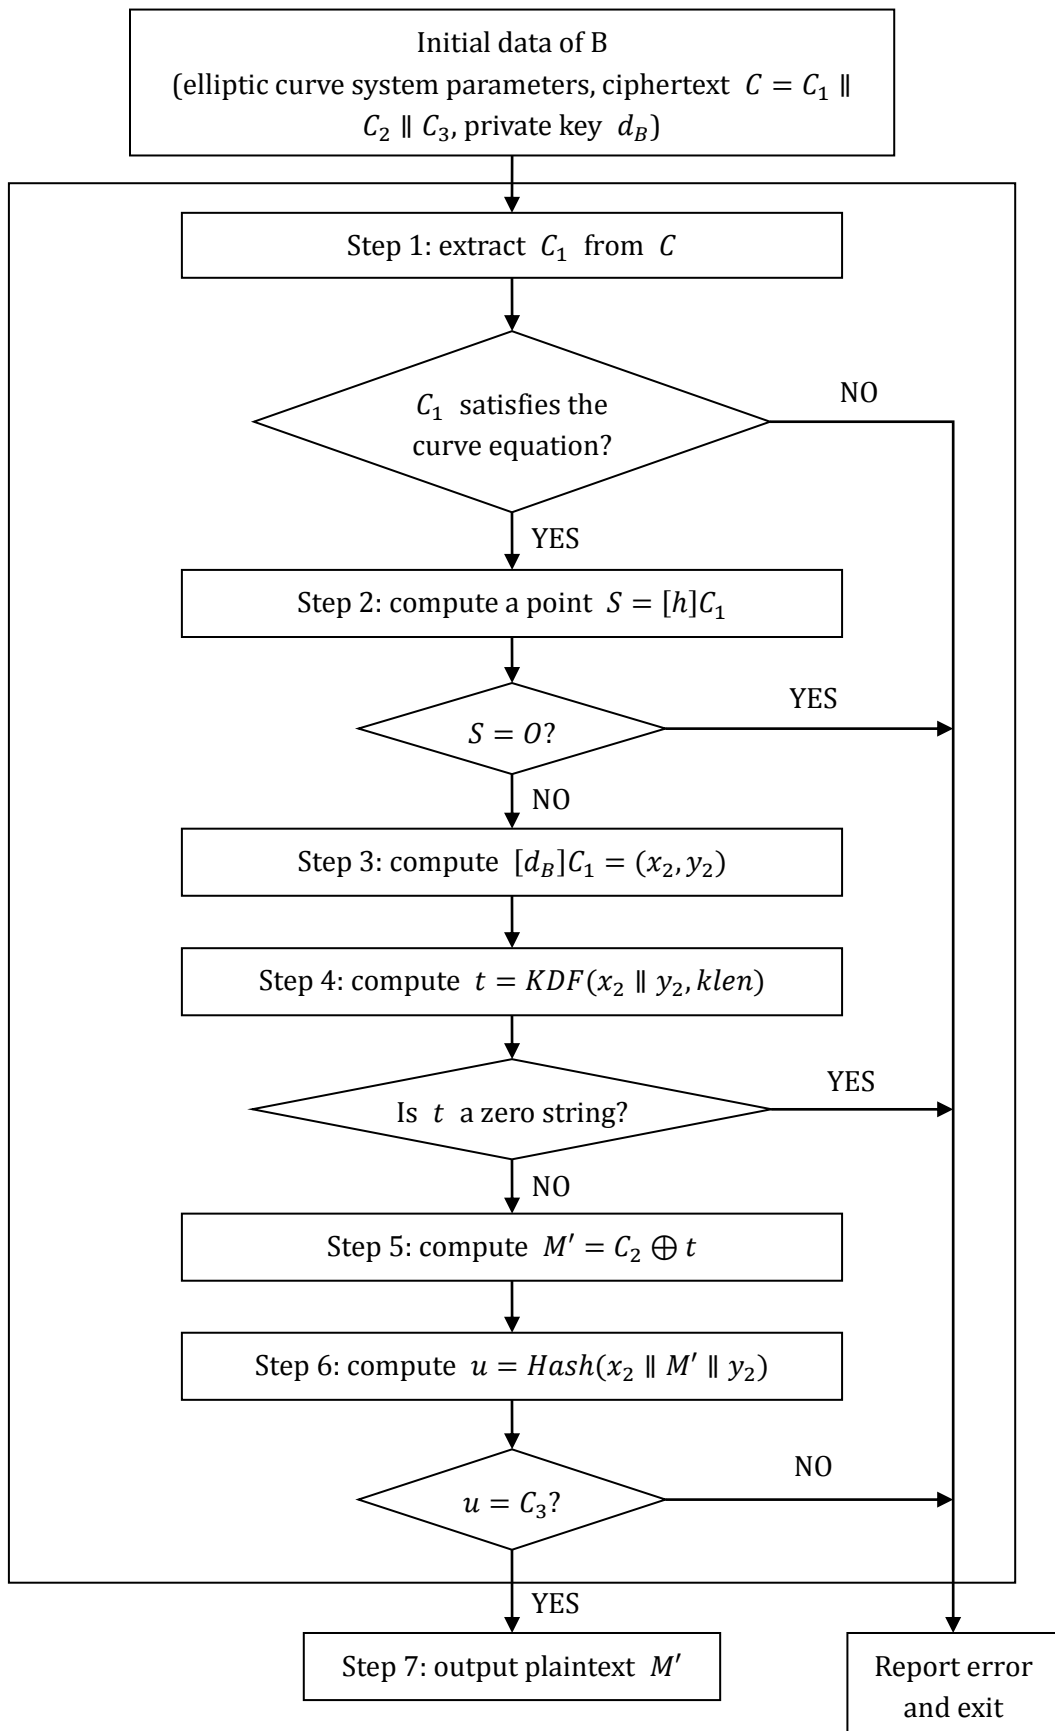 Initial data of B
(elliptic curve system parameters, ciphertext C = C₁ ∥
C₂ ∥ C₃, private key d_B)
Step 1: extract C₁ from C
C₁ satisfies the
curve equation?
NO
YES
Step 2: compute a point S = [h]C₁
S = O?
YES
NO
Step 3: compute [d_B]C₁ = (x₂, y₂)
Step 4: compute t = KDF(x₂ ∥ y₂, klen)
Is t a zero string?
YES
NO
Step 5: compute M′ = C₂ ⊕ t
Step 6: compute u = Hash(x₂ ∥ M′ ∥ y₂)
u = C₃?
NO
YES
Step 7: output plaintext M′
Report error
and exit